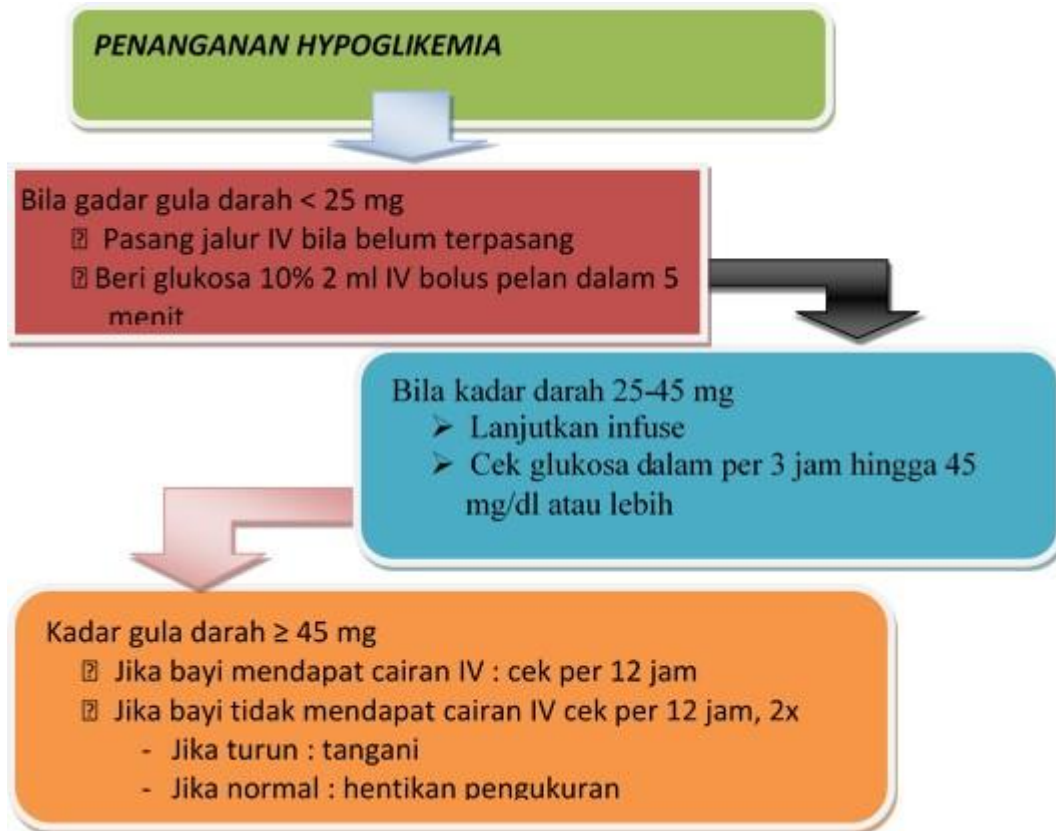 PENANGANAN HYPOGLIKEMIA
Bila gadar gula darah < 25 mg
⍰ Pasang jalur IV bila belum terpasang
⍰ Beri glukosa 10% 2 ml IV bolus pelan dalam 5
menit
Bila kadar darah 25-45 mg
➢ Lanjutkan infuse
➢ Cek glukosa dalam per 3 jam hingga 45
mg/dl atau lebih
Kadar gula darah ≥ 45 mg
⍰ Jika bayi mendapat cairan IV : cek per 12 jam
⍰ Jika bayi tidak mendapat cairan IV cek per 12 jam, 2x
- Jika turun : tangani
- Jika normal : hentikan pengukuran